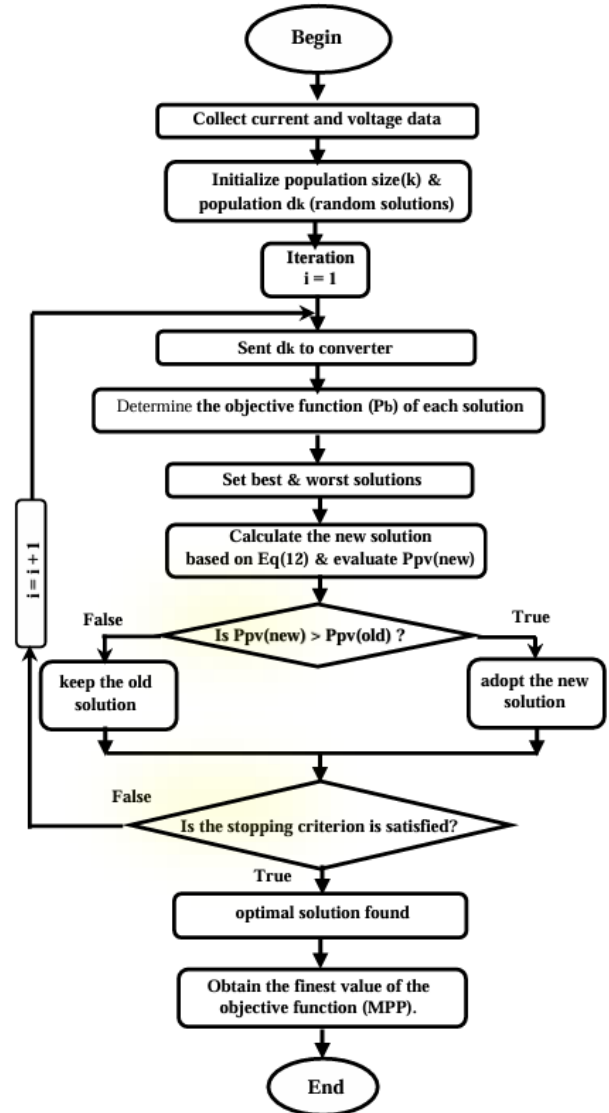 Begin
Collect current and voltage data
Initialize population size(k) &
population dk (random solutions)
Iteration
i = 1
Sent dk to converter
Determine the objective function (Pb) of each solution
Set best & worst solutions
Calculate the new solution
based on Eq(12) & evaluate Ppv(new)
False
Is Ppv(new) > Ppv(old) ?
True
keep the old
solution
adopt the new
solution
i = i + 1
False
Is the stopping criterion is satisfied?
True
optimal solution found
Obtain the finest value of the
objective function (MPP).
End